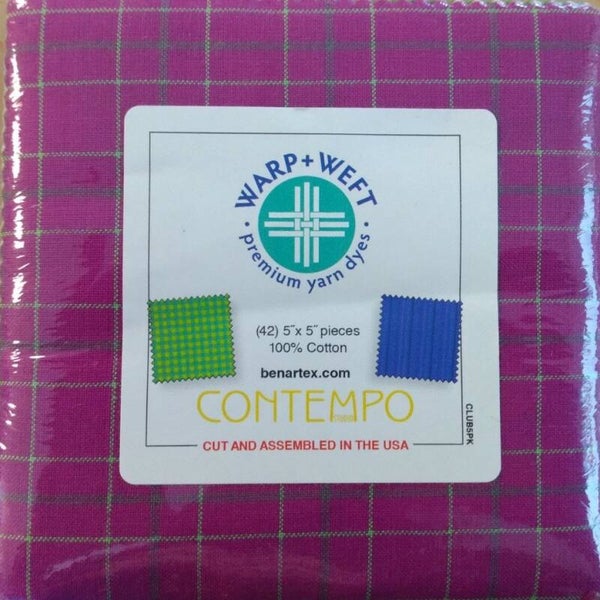 WARP + WEFT
• premium yarn dyes •
(42) 5˝x 5˝ pieces
100% Cotton
benartex.com
CONTEMPO
STUDIO
CUT AND ASSEMBLED IN THE USA
CLUB5PK